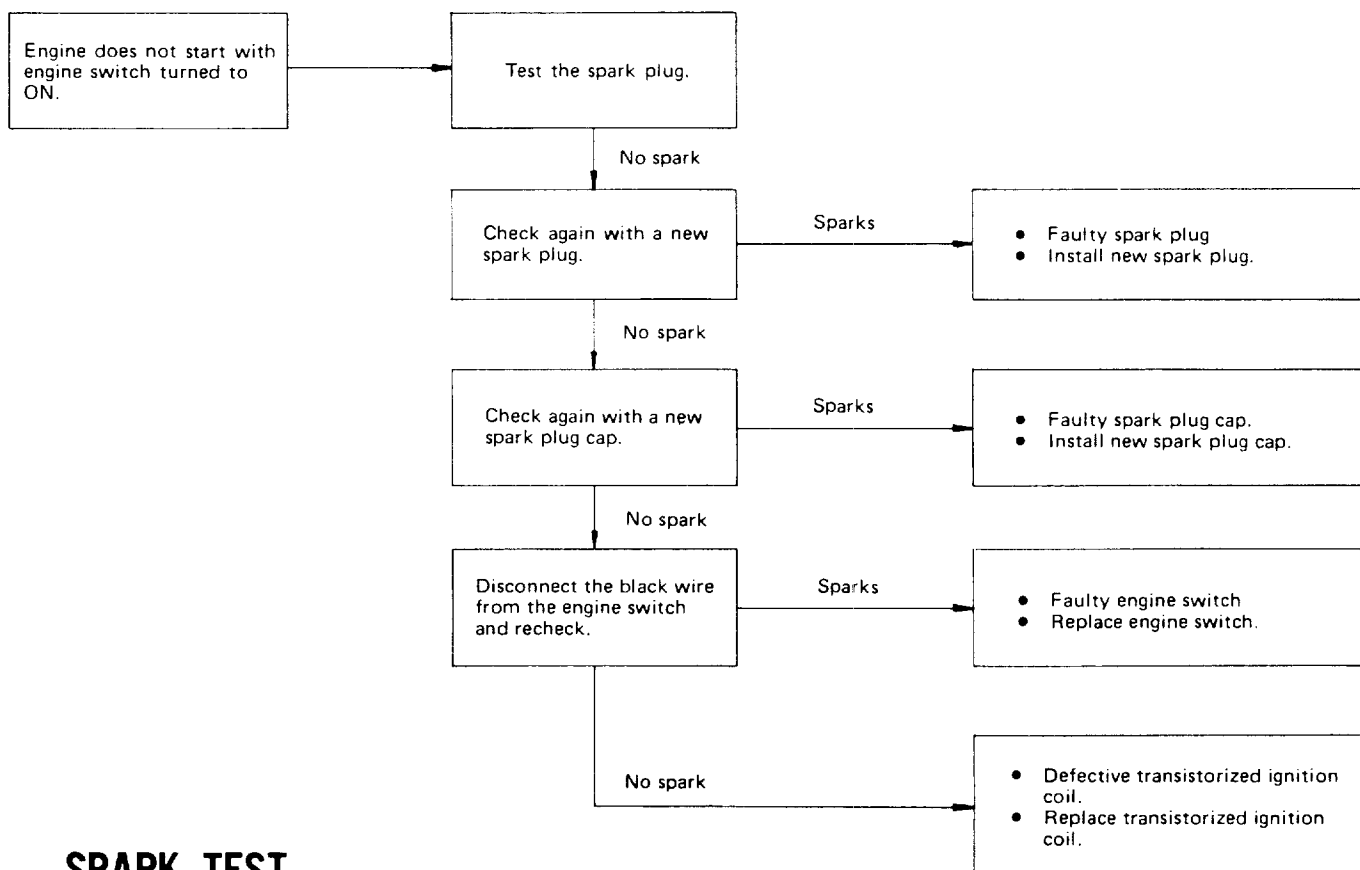 Engine does not start with
engine switch turned to
ON.
Test the spark plug.
No spark
Check again with a new
spark plug.
Sparks
● Faulty spark plug
● Install new spark plug.
No spark
Check again with a new
spark plug cap.
Sparks
● Faulty spark plug cap.
● Install new spark plug cap.
No spark
Disconnect the black wire
from the engine switch
and recheck.
Sparks
● Faulty engine switch
● Replace engine switch.
No spark
● Defective transistorized ignition
coil.
● Replace transistorized ignition
coil.
SPARK TEST